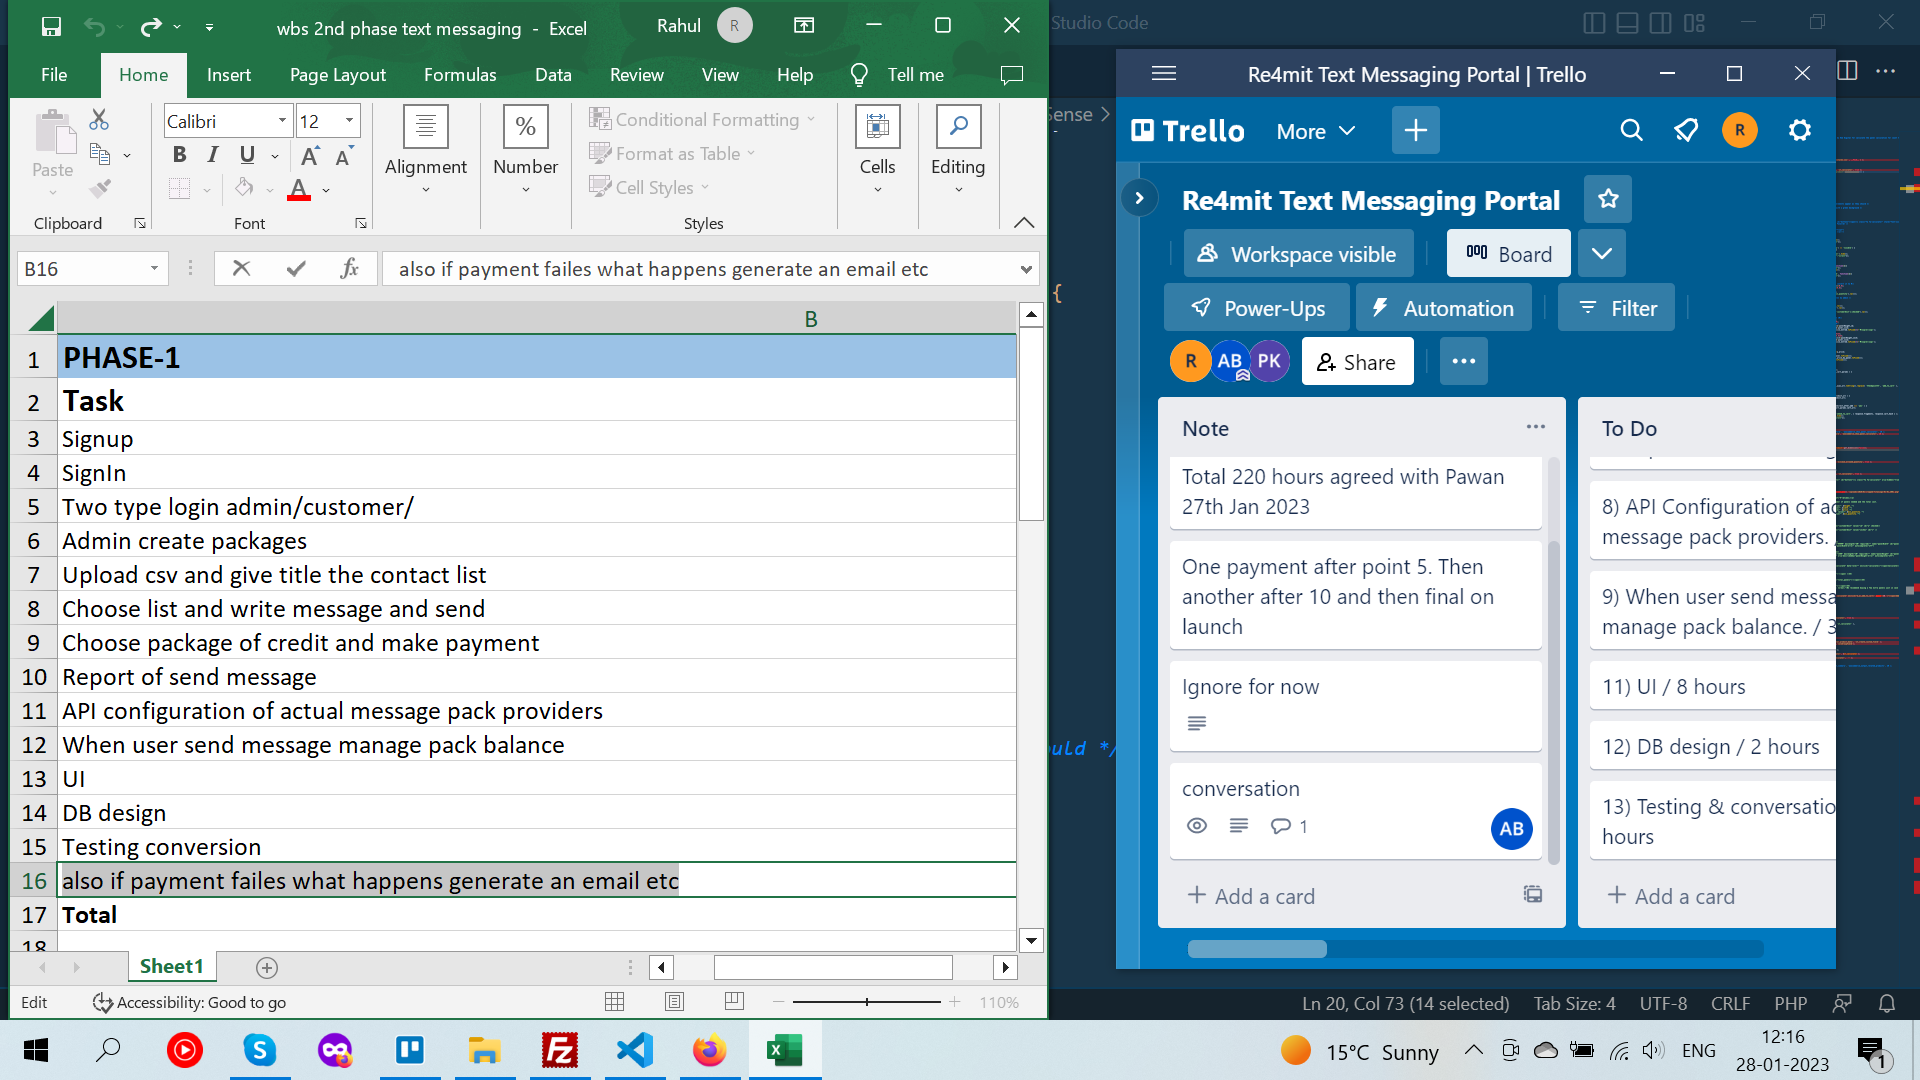 wbs 2nd phase text messaging - Excel
Rahul
R
File
Home
Insert
Page Layout
Formulas
Data
Review
View
Help
Tell me
Paste
Clipboard
Calibri
12
B I U A A
A
Font
Alignment
%
Number
Conditional Formatting
Format as Table
Cell Styles
Styles
Cells
Editing
B16
fx
also if payment failes what happens generate an email etc
B
1 PHASE-1
2 Task
3 Signup
4 SignIn
5 Two type login admin/customer/
6 Admin create packages
7 Upload csv and give title the contact list
8 Choose list and write message and send
9 Choose package of credit and make payment
10 Report of send message
11 API configuration of actual message pack providers
12 When user send message manage pack balance
13 UI
14 DB design
15 Testing conversion
16 also if payment failes what happens generate an email etc
17 Total
18
Sheet1
Edit
Accessibility: Good to go
110%
Studio Code
Sense >
{
ould */
Re4mit Text Messaging Portal | Trello
Trello
More
R
Re4mit Text Messaging Portal
Workspace visible
Board
Power-Ups
Automation
Filter
R
AB
PK
Share
Note
Total 220 hours agreed with Pawan
27th Jan 2023
One payment after point 5. Then
another after 10 and then final on
launch
Ignore for now
conversation
1
AB
Add a card
To Do
8) API Configuration of ac
message pack providers.
9) When user send messa
manage pack balance. / 3
11) UI / 8 hours
12) DB design / 2 hours
13) Testing & conversatio
hours
Add a card
Ln 20, Col 73 (14 selected)
Tab Size: 4
UTF-8
CRLF
PHP
15°C Sunny
ENG
12:16
28-01-2023
1